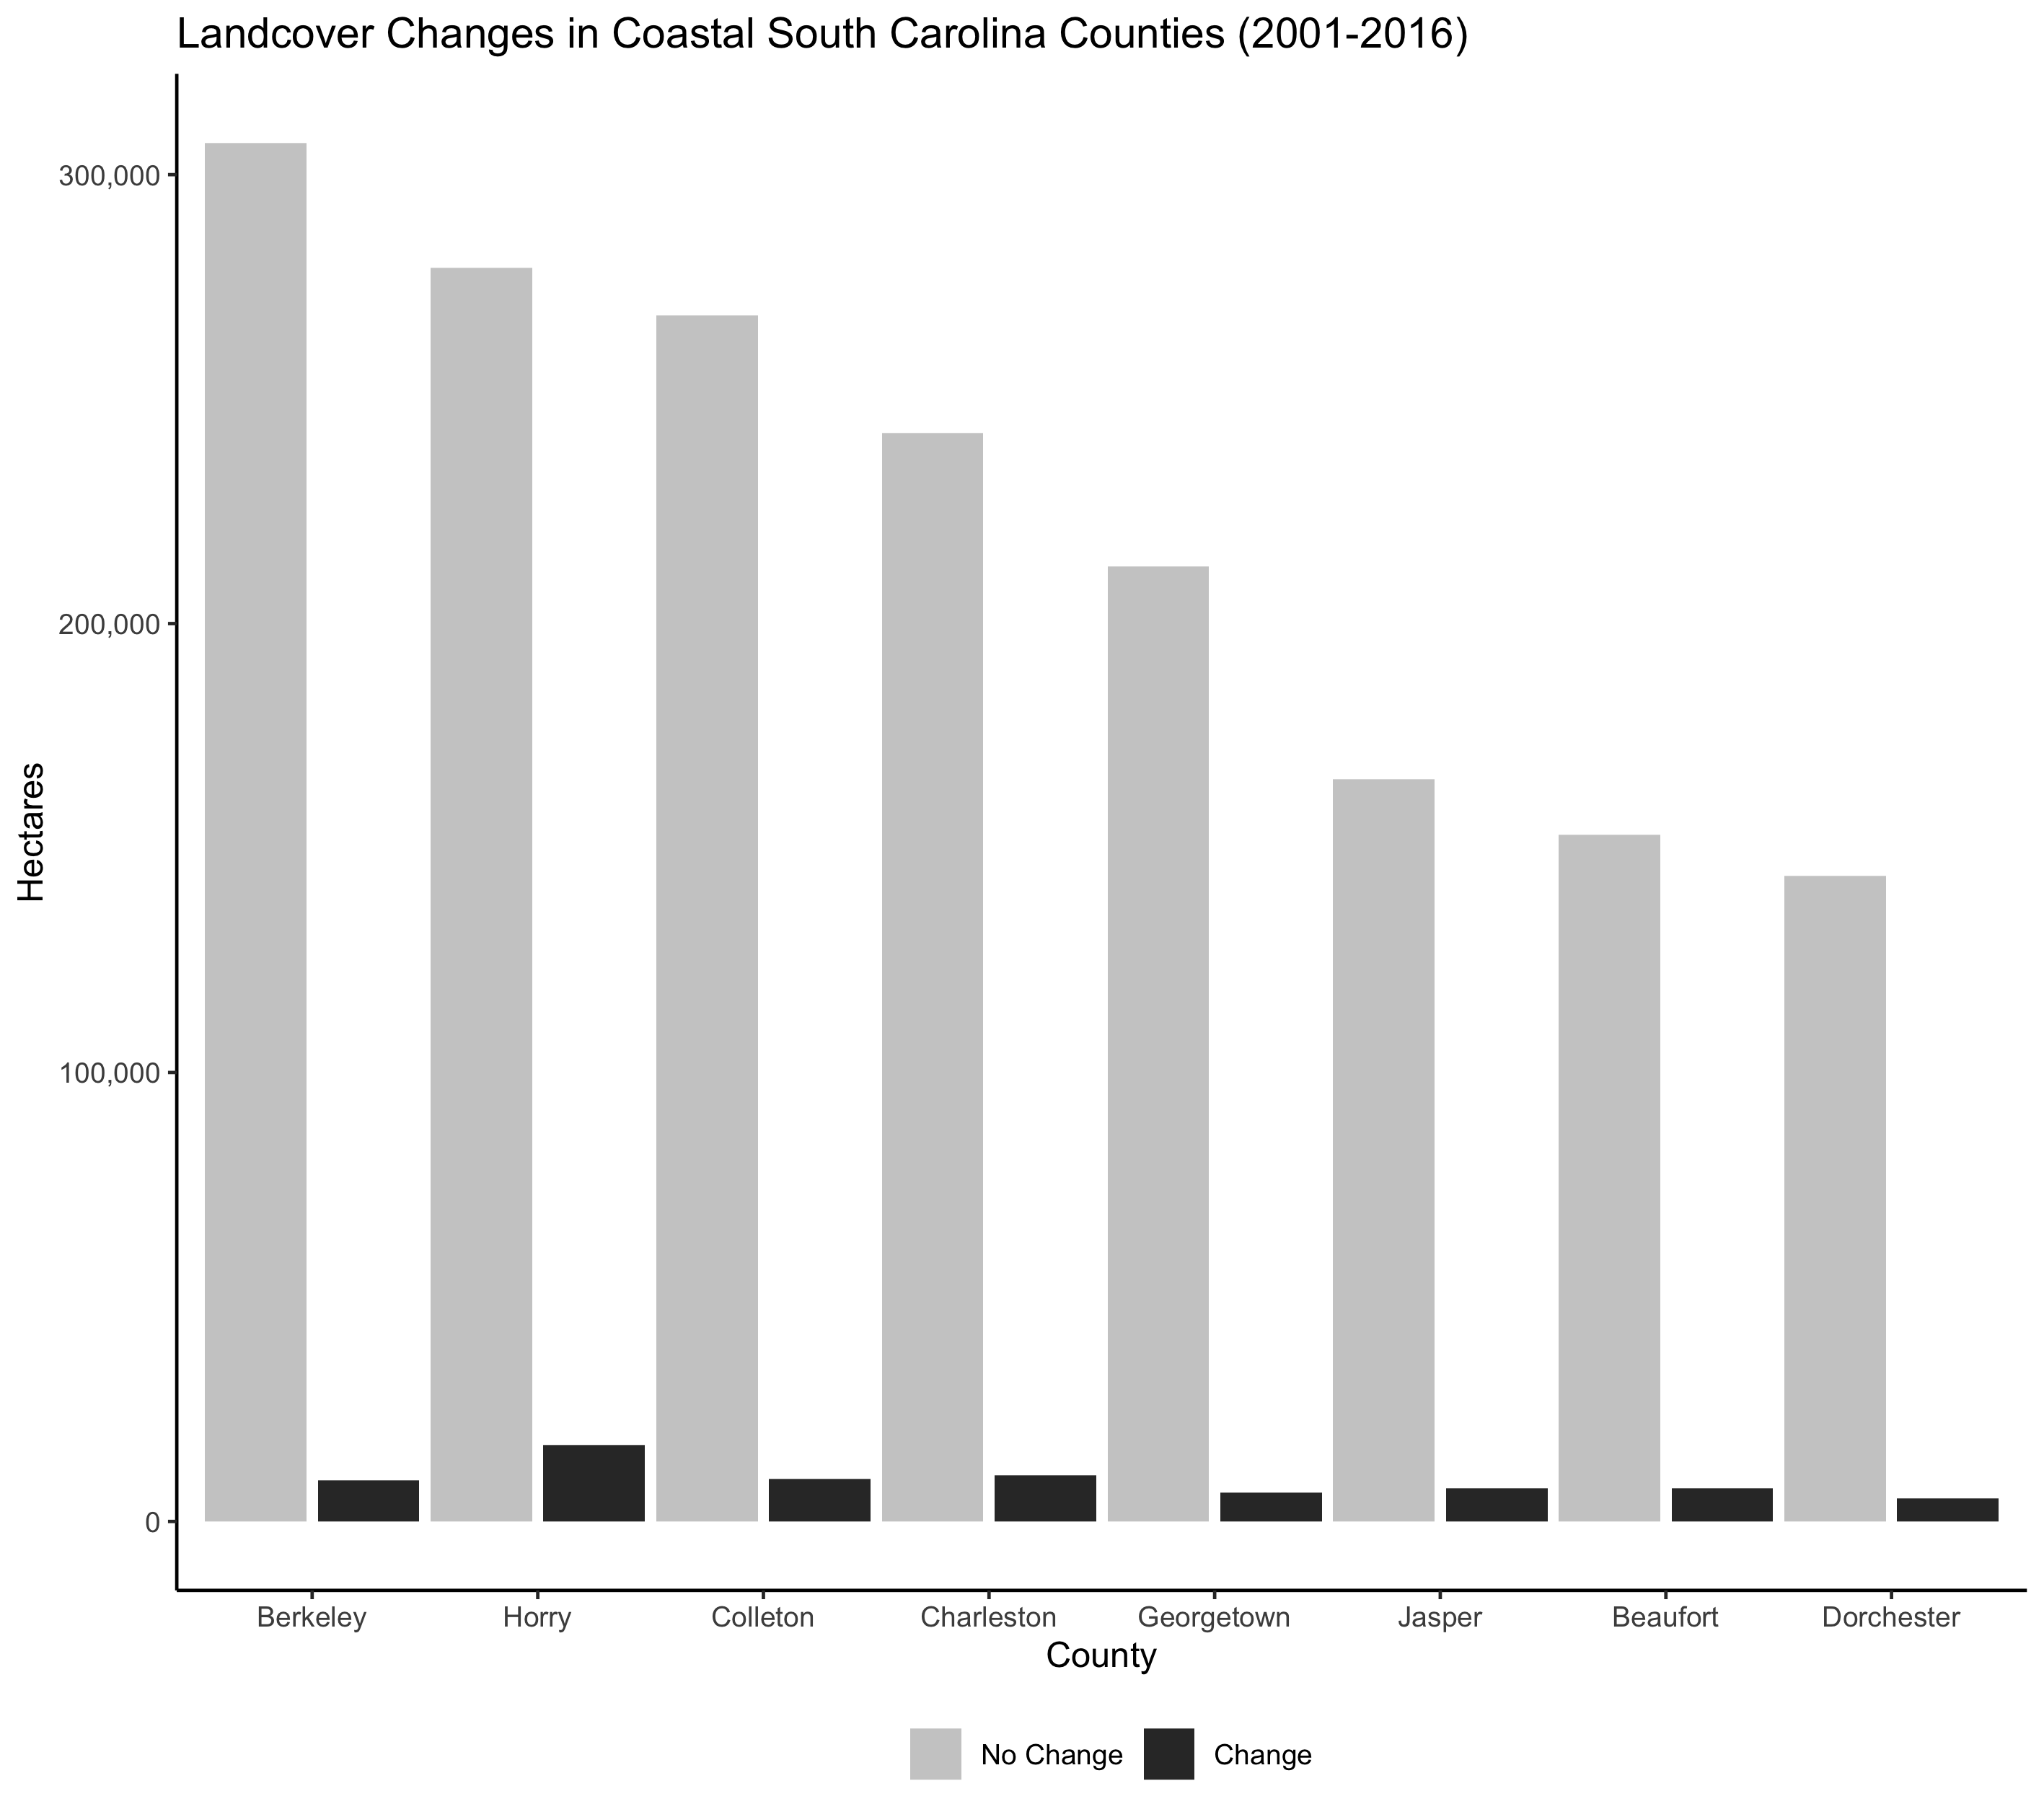 Landcover Changes in Coastal South Carolina Counties (2001-2016)
300,000
200,000
100,000
0
Hectares
Berkeley Horry Colleton Charleston Georgetown Jasper Beaufort Dorchester
County
No Change Change